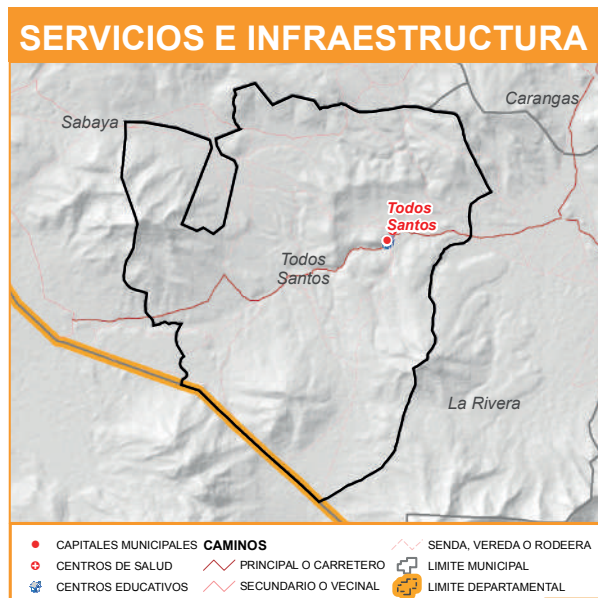 SERVICIOS E INFRAESTRUCTURA
Carangas
Sabaya
Todos
Santos
Todos
Santos
La Rivera
CAPITALES MUNICIPALES
CENTROS DE SALUD
CENTROS EDUCATIVOS
CAMINOS
PRINCIPAL O CARRETERO
SECUNDARIO O VECINAL
SENDA, VEREDA O RODEERA
LIMITE MUNICIPAL
LIMITE DEPARTAMENTAL